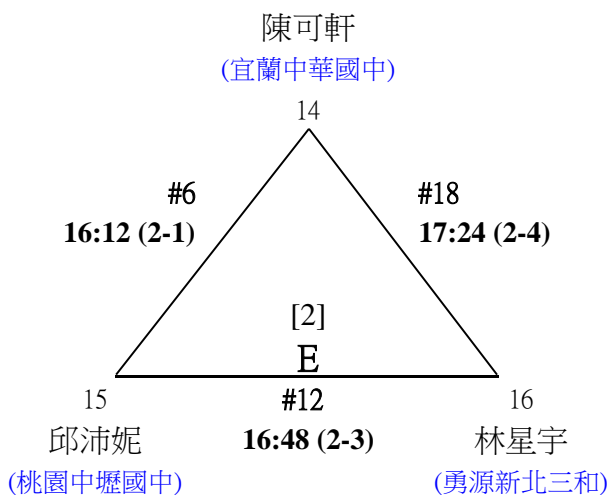 陳可軒
(宜蘭中華國中)
14
#6
16:12 (2-1)
#18
17:24 (2-4)
[2]
E
15
#12
16
邱沛妮
16:48 (2-3)
林星宇
(桃園中壢國中)
(勇源新北三和)